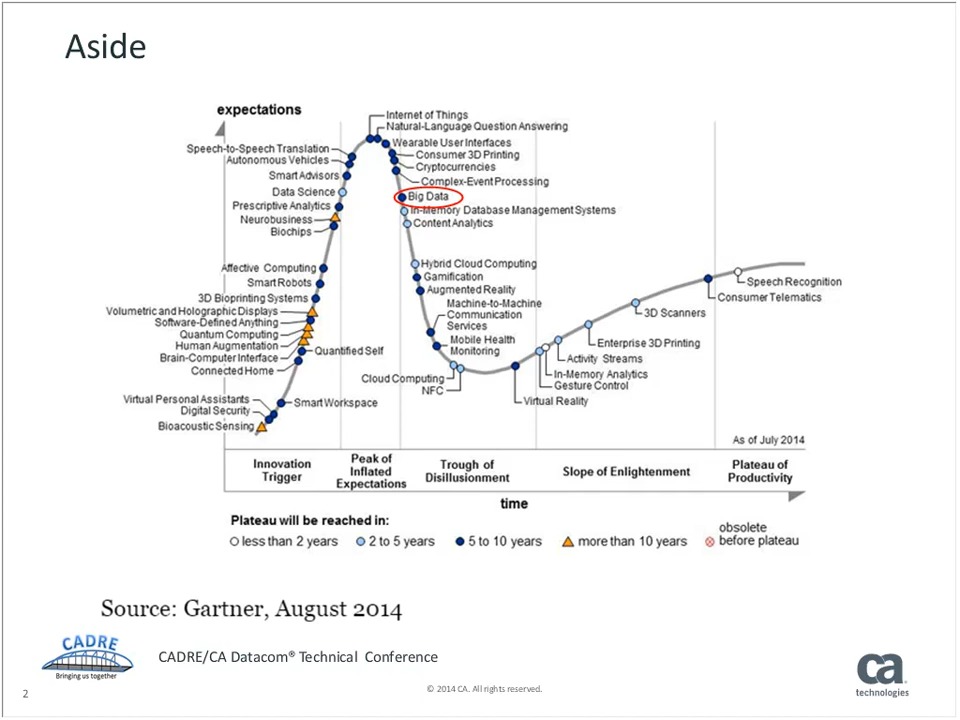 Aside
expectations
Internet of Things
Natural-Language Question Answering
Wearable User Interfaces
Speech-to-Speech Translation
Consumer 3D Printing
Autonomous Vehicles
Cryptocurrencies
Smart Advisors
Complex-Event Processing
Data Science
Big Data
Prescriptive Analytics
In-Memory Database Management Systems
Neurobusiness
Content Analytics
Biochips
Affective Computing
Hybrid Cloud Computing
Smart Robots
Gamification
3D Bioprinting Systems
Augmented Reality
Volumetric and Holographic Displays
Machine-to-Machine
Communication
Services
Software-Defined Anything
Quantum Computing
Human Augmentation
Mobile Health
Monitoring
Brain-Computer Interface
Quantified Self
Connected Home
Cloud Computing
NFC
Virtual Personal Assistants
Smart Workspace
Digital Security
Bioacoustic Sensing
Speech Recognition
Consumer Telematics
3D Scanners
Enterprise 3D Printing
Activity Streams
In-Memory Analytics
Gesture Control
Virtual Reality
As of July 2014
Innovation
Trigger
Peak of
Inflated
Expectations
Trough of
Disillusionment
Slope of Enlightenment
Plateau of
Productivity
time
Plateau will be reached in:
less than 2 years
2 to 5 years
5 to 10 years
more than 10 years
obsolete
before plateau
Source: Gartner, August 2014
CADRE
Bringing us together
CADRE/CA Datacom® Technical Conference
ca
technologies
2
© 2014 CA. All rights reserved.